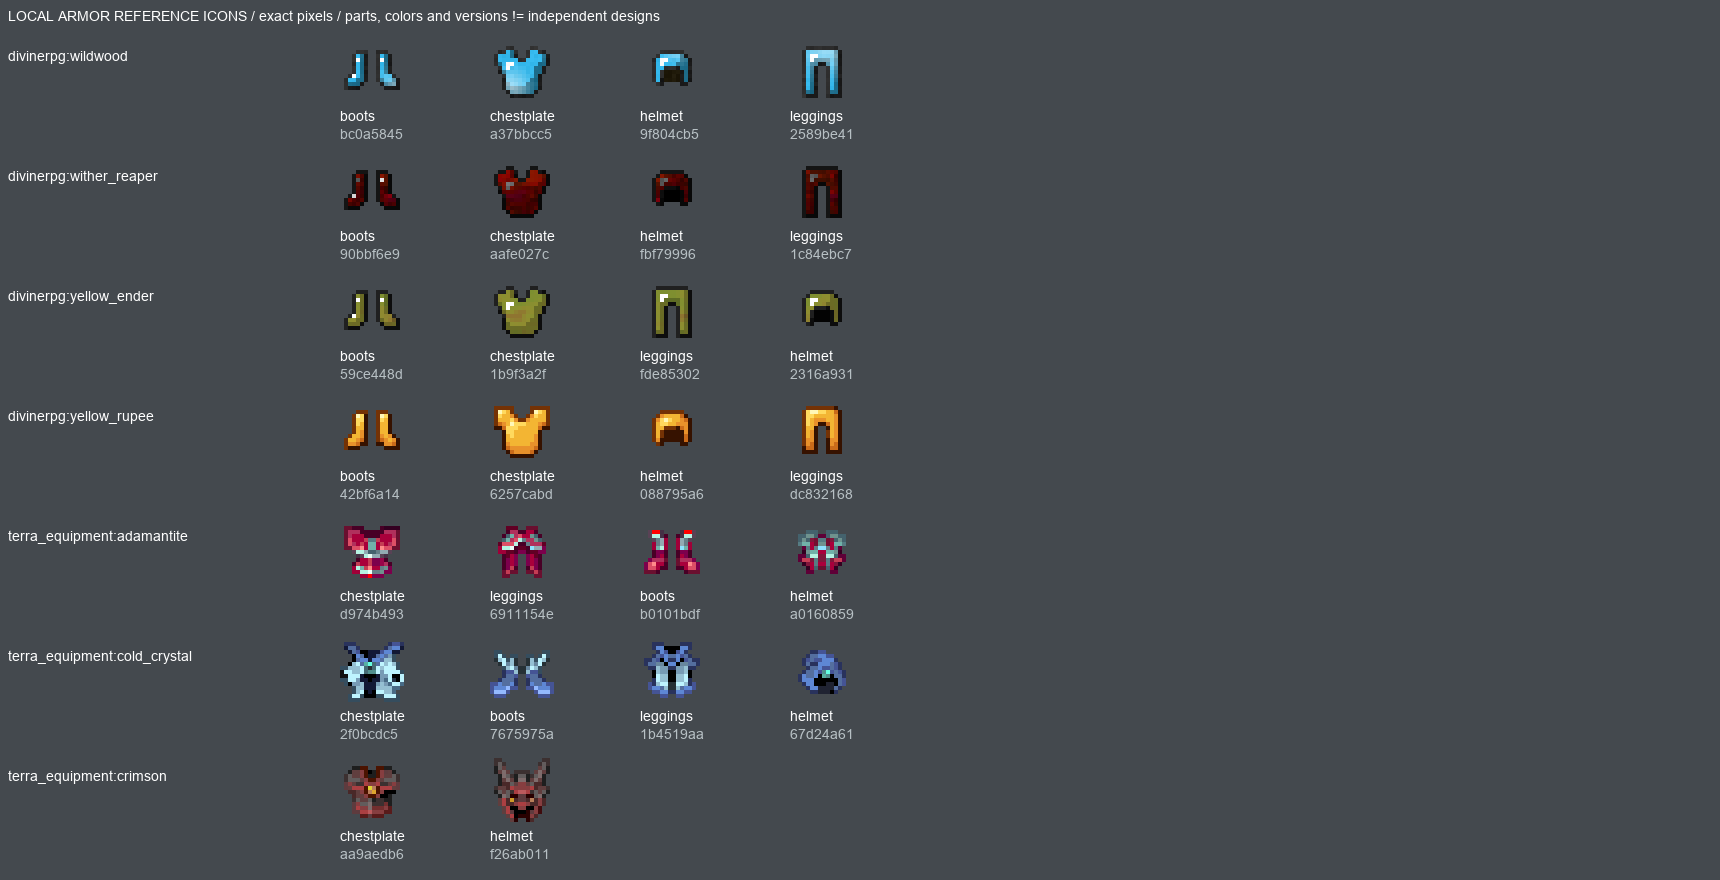 LOCAL ARMOR REFERENCE ICONS / exact pixels / parts, colors and versions != independent designs
divinerpg:wildwood
boots chestplate helmet leggings
bc0a5845 a37bbcc5 9f804cb5 2589be41
divinerpg:wither_reaper
boots chestplate helmet leggings
90bbf6e9 aafe027c fbf79996 1c84ebc7
divinerpg:yellow_ender
boots chestplate leggings helmet
59ce448d 1b9f3a2f fde85302 2316a931
divinerpg:yellow_rupee
boots chestplate helmet leggings
42bf6a14 6257cabd 088795a6 dc832168
terra_equipment:adamantite
chestplate leggings boots helmet
d974b493 6911154e b0101bdf a0160859
terra_equipment:cold_crystal
chestplate boots leggings helmet
2f0bcdc5 7675975a 1b4519aa 67d24a61
terra_equipment:crimson
chestplate helmet
aa9aedb6 f26ab011